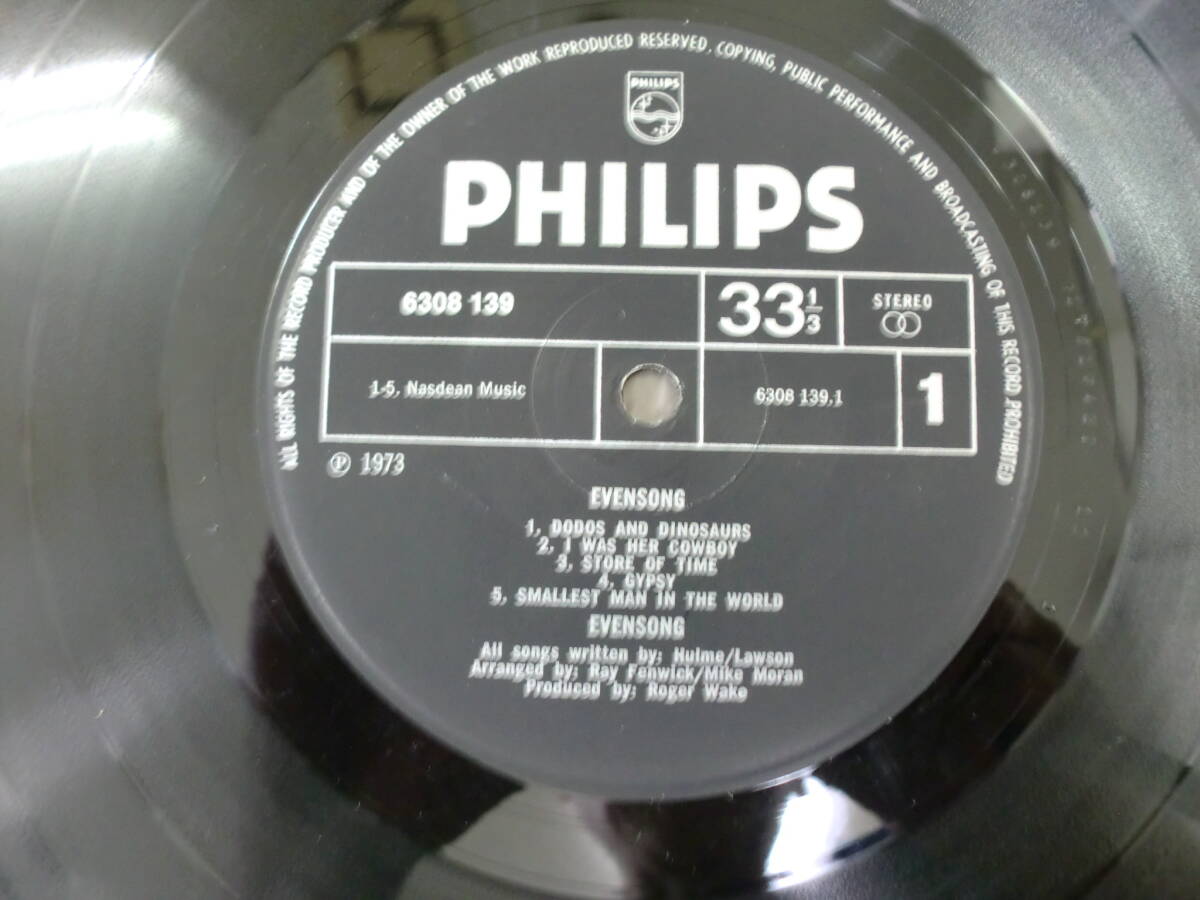 ALL RIGHTS OF THE RECORD PRODUCER AND OF THE OWNER OF THE WORK REPRODUCED RESERVED. COPYING, PUBLIC PERFORMANCE AND BROADCASTING OF THIS RECORD PROHIBITED
PHILIPS
PHILIPS
6308 139
33 1/3
STEREO
1-5, Nasdean Music
6308 139.1
1
Ⓟ 1973
EVENSONG
1, DODOS AND DINOSAURS
2, I WAS HER COWBOY
3, STORE OF TIME
4, GYPSY
5, SMALLEST MAN IN THE WORLD
EVENSONG
All songs written by: Hulme/Lawson
Arranged by: Ray Fenwick/Mike Moran
Produced by: Roger Wake